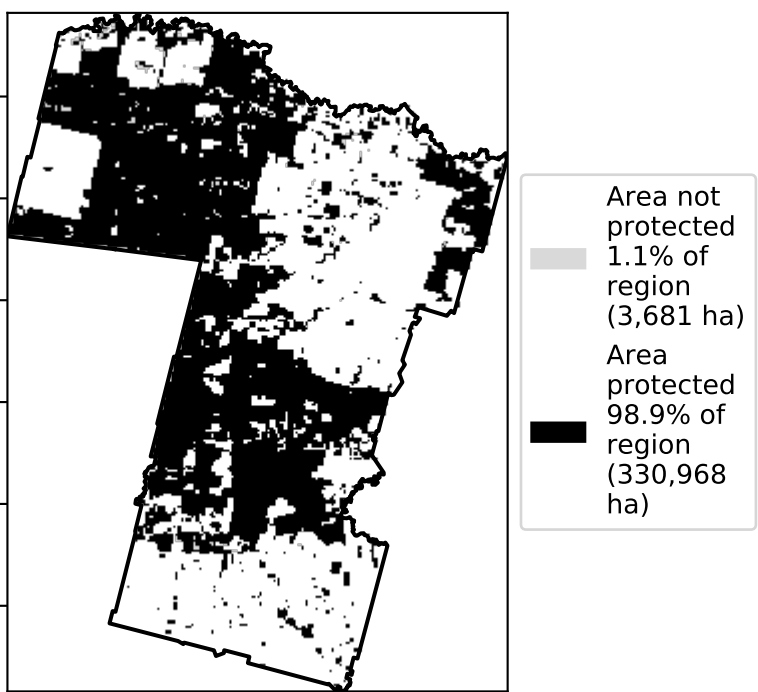 Area not
protected
1.1% of
region
(3,681 ha)
Area
protected
98.9% of
region
(330,968
ha)